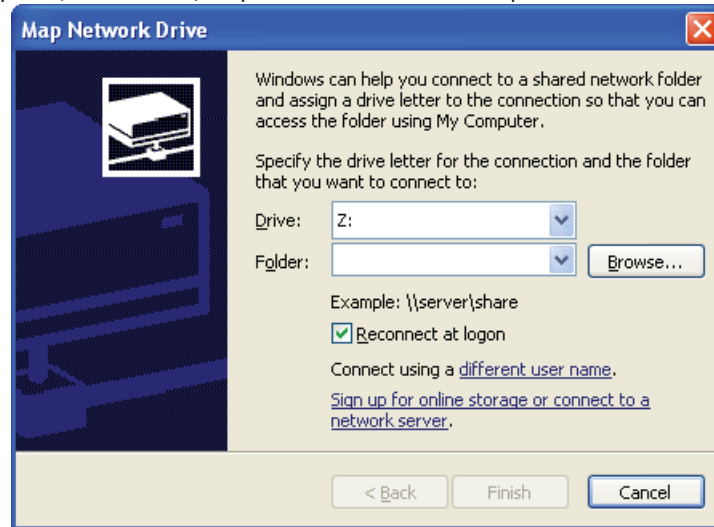 Map Network Drive
Windows can help you connect to a shared network folder
and assign a drive letter to the connection so that you can
access the folder using My Computer.
Specify the drive letter for the connection and the folder
that you want to connect to:
Drive: Z:
Folder: Browse...
Example: \\server\share
Reconnect at logon
Connect using a different user name.
Sign up for online storage or connect to a
network server.
< Back Finish Cancel